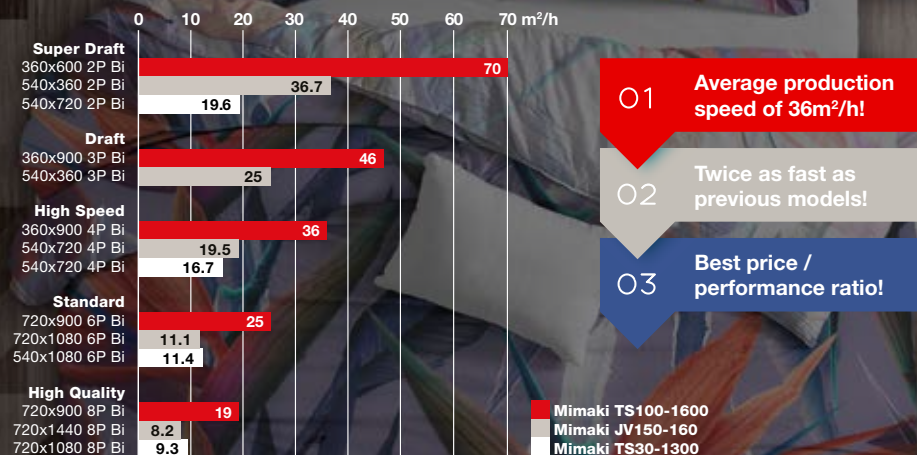 0 10 20 30 40 50 60 70 m²/h
Super Draft
360x600 2P Bi 70
540x360 2P Bi 36.7
540x720 2P Bi 19.6
Draft
360x900 3P Bi 46
540x360 3P Bi 25
High Speed
360x900 4P Bi 36
540x720 4P Bi 19.5
540x720 4P Bi 16.7
Standard
720x900 6P Bi 25
720x1080 6P Bi 11.1
540x1080 6P Bi 11.4
High Quality
720x900 8P Bi 19
720x1440 8P Bi 8.2
720x1080 8P Bi 9.3
01
Average production
speed of 36m²/h!
02
Twice as fast as
previous models!
03
Best price /
performance ratio!
Mimaki TS100-1600
Mimaki JV150-160
Mimaki TS30-1300